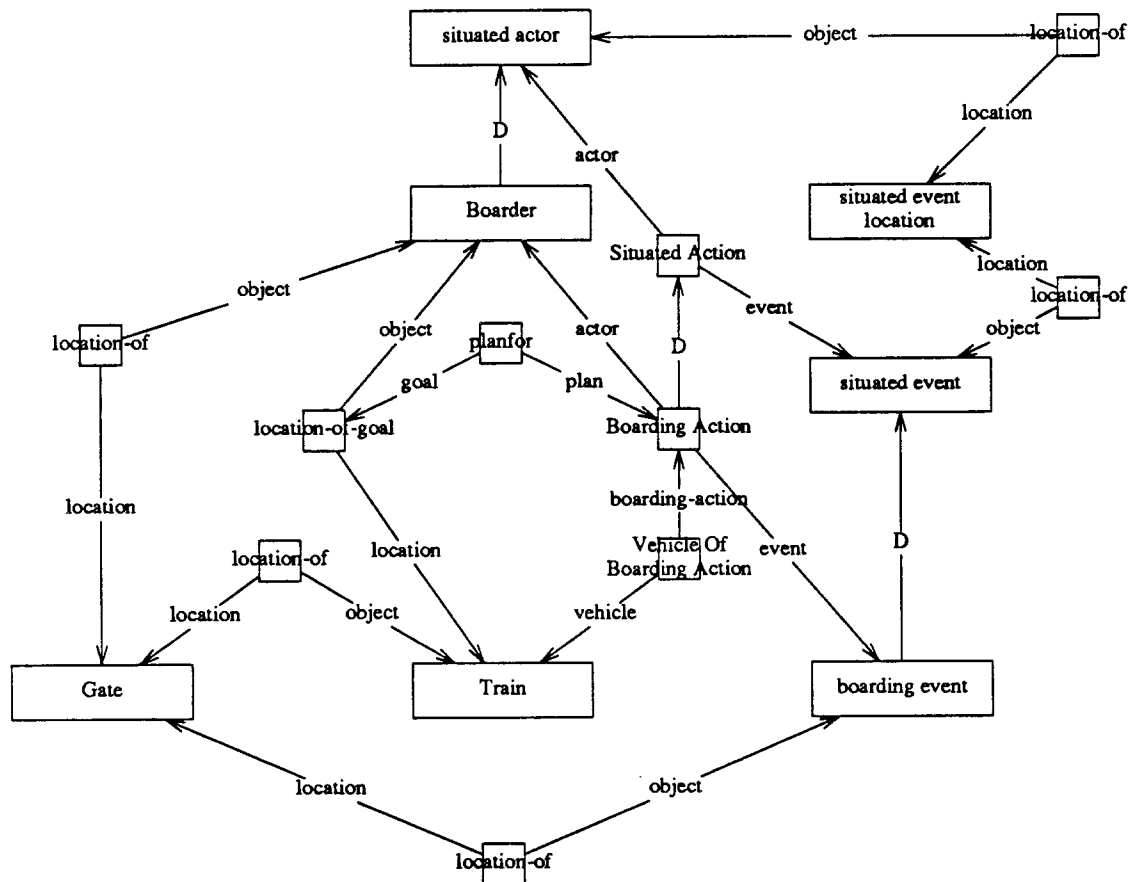 situated actor
object
location-of
location
D
actor
situated event
location
Boarder
Situated Action
location
location-of
object
event
object
location-of
object
planfor
actor
D
goal
plan
situated event
location-of-goal
Boarding Action
location
boarding-action
location-of
location
Vehicle Of
Boarding Action
event
D
location
object
vehicle
Gate
Train
boarding event
location
object
location-of